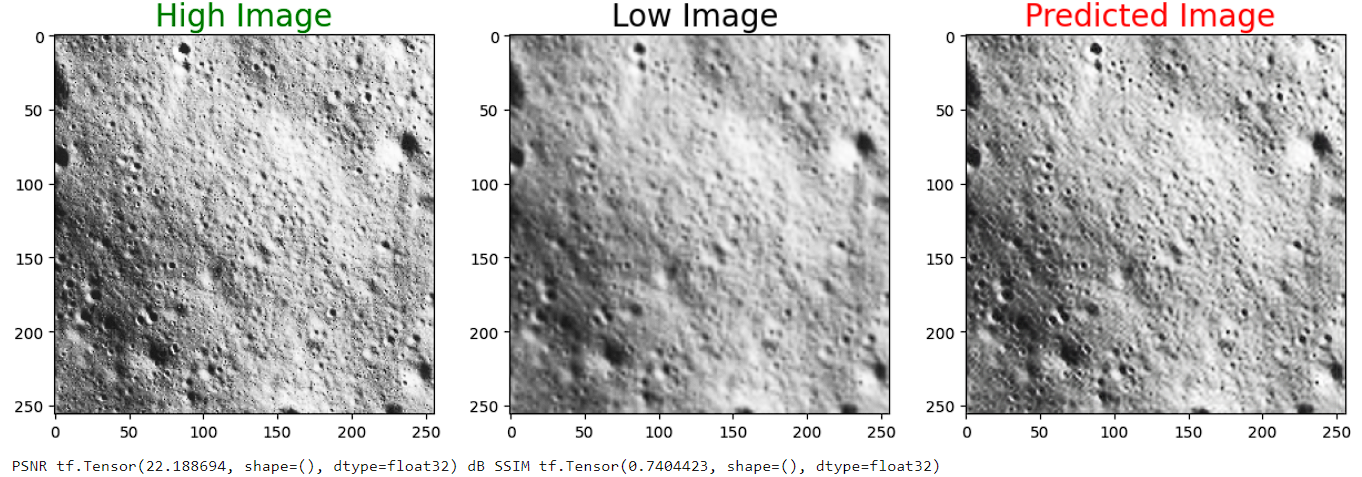 High Image Low Image Predicted Image
0 0 0
50 50 50
100 100 100
150 150 150
200 200 200
250 250 250
0 50 100 150 200 250 0 50 100 150 200 250 0 50 100 150 200 250
PSNR tf.Tensor(22.188694, shape=(), dtype=float32) dB SSIM tf.Tensor(0.7404423, shape=(), dtype=float32)